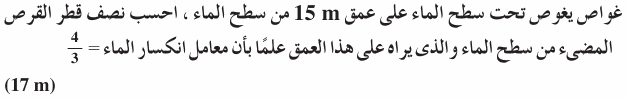 غواص يغوص تحت سطح الماء على عمق 15 m من سطح الماء ، احسب نصف قطر القرص
المضىء من سطح الماء والذى يراه على هذا العمق علمًا بأن معامل انكسار الماء = 4/3
(17 m)